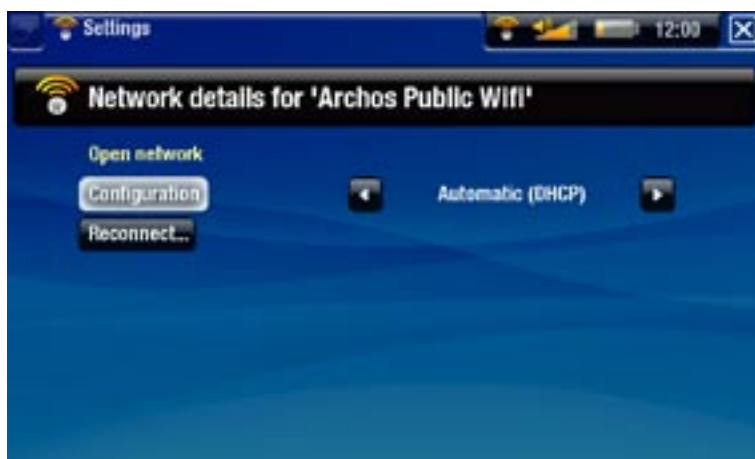 Settings
12:00
Network details for 'Archos Public Wifi'
Open network
Configuration
Automatic (DHCP)
Reconnect...